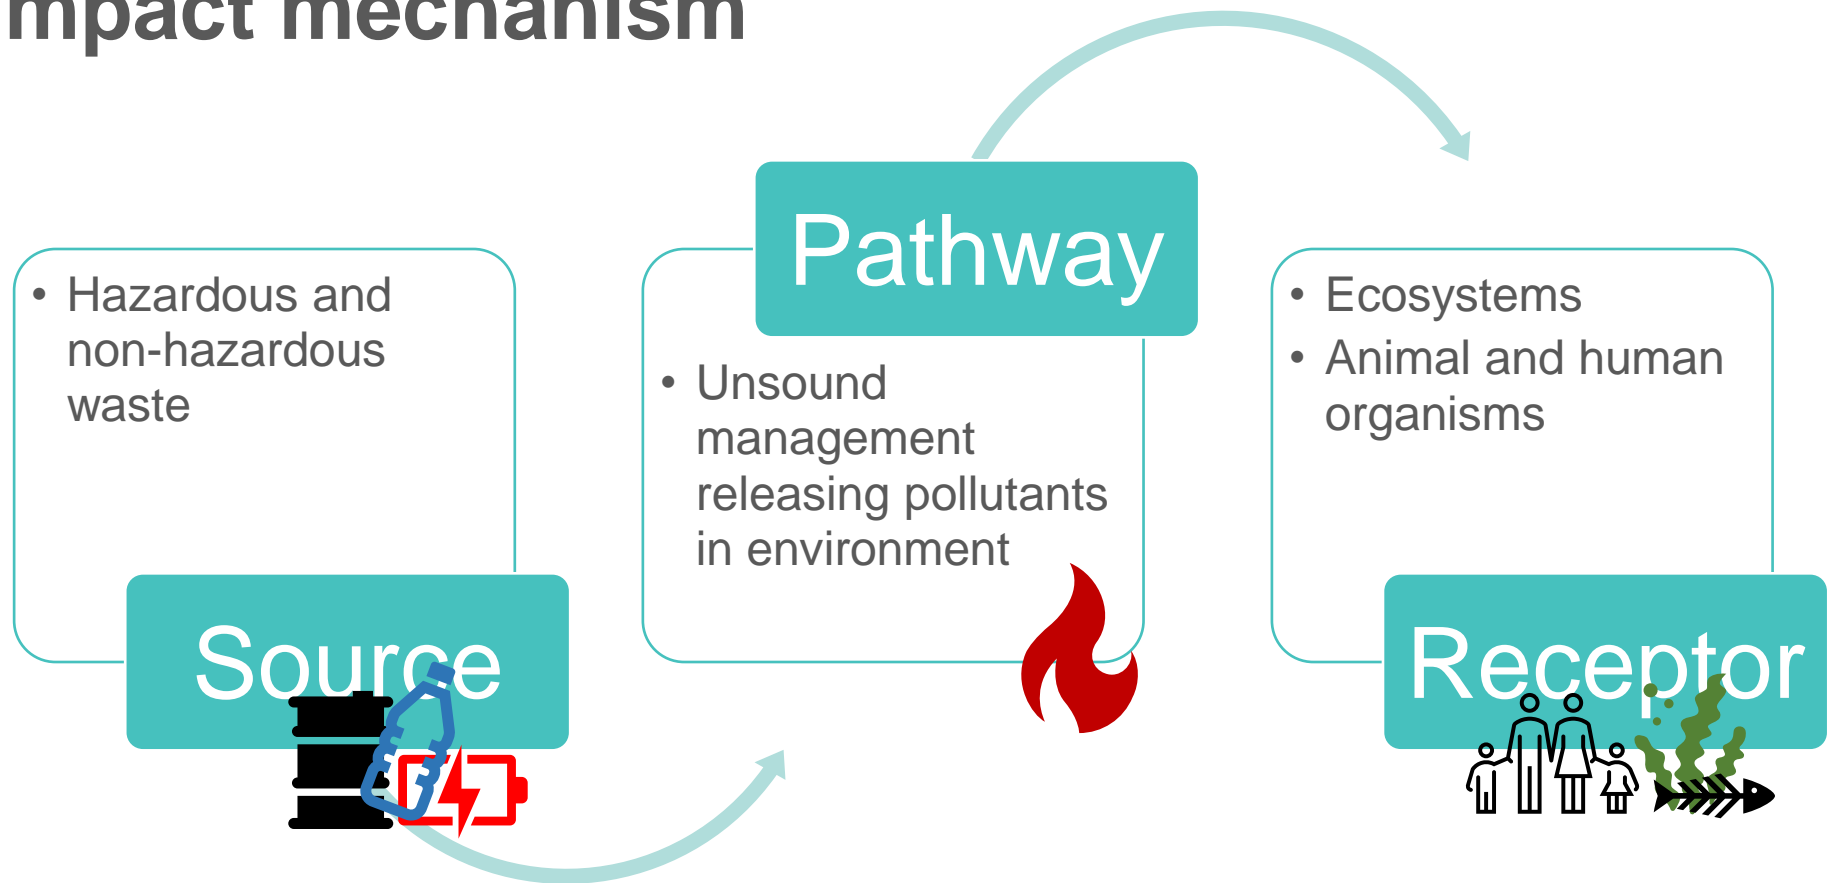 mpact mechanism
• Hazardous and
non-hazardous
waste
Source
Pathway
• Unsound
management
releasing pollutants
in environment
• Ecosystems
• Animal and human
organisms
Receptor